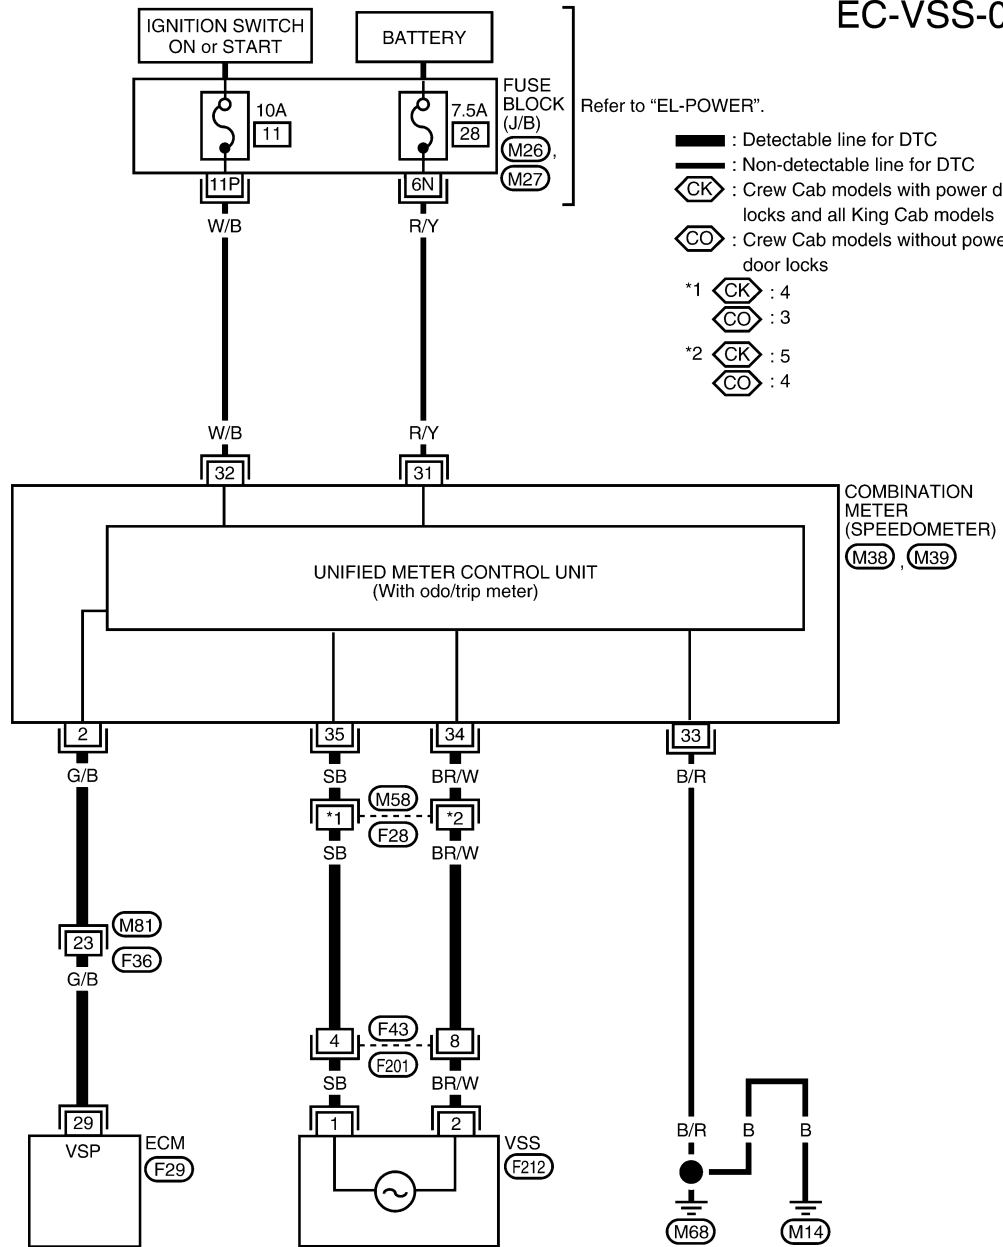 EC-VSS-0
IGNITION SWITCH
ON or START
BATTERY
10A
11
7.5A
28
FUSE
BLOCK
(J/B)
M26 ,
M27
Refer to “EL-POWER”.
: Detectable line for DTC
: Non-detectable line for DTC
CK : Crew Cab models with power d
locks and all King Cab models
CO : Crew Cab models without powe
door locks
*1 CK : 4
CO : 3
*2 CK : 5
CO : 4
11P
6N
W/B
R/Y
W/B
R/Y
32
31
COMBINATION
METER
(SPEEDOMETER)
M38 , M39
UNIFIED METER CONTROL UNIT
(With odo/trip meter)
2
35
34
33
G/B
SB
BR/W
B/R
*1
M58
F28
*2
SB
BR/W
23
M81
F36
G/B
4
F43
F201
8
SB
BR/W
29
VSP
ECM
F29
1
2
VSS
F212
B/R
B
B
M68
M14